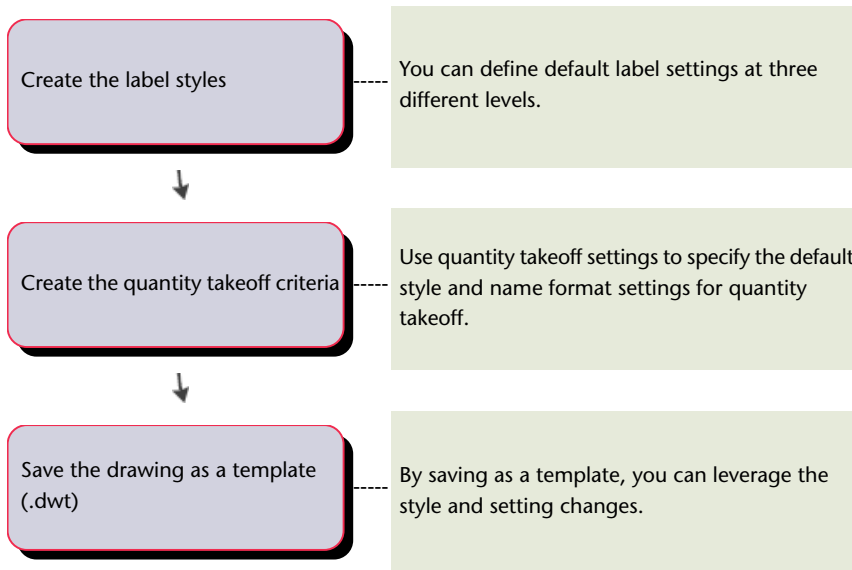 Create the label styles
You can define default label settings at three
different levels.
Create the quantity takeoff criteria
Use quantity takeoff settings to specify the default
style and name format settings for quantity
takeoff.
Save the drawing as a template
(.dwt)
By saving as a template, you can leverage the
style and setting changes.